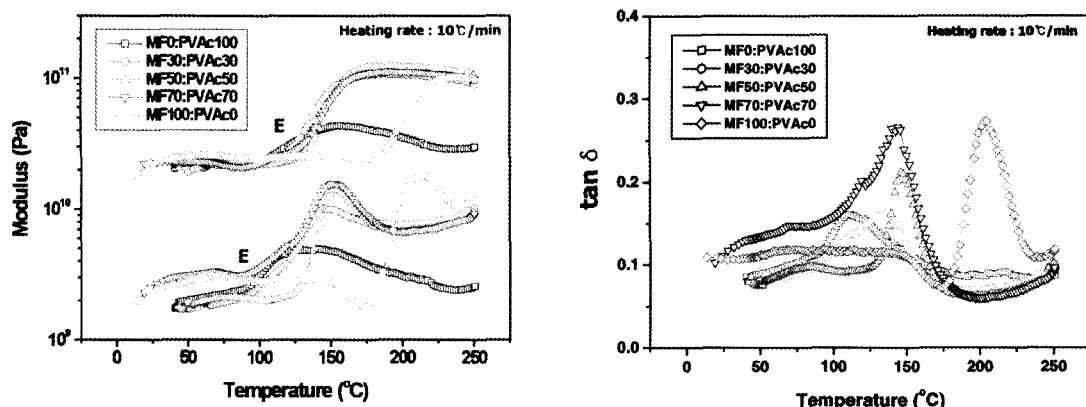 Heating rate : 10℃/min
MF0:PVAc100
MF30:PVAc30
MF50:PVAc50
MF70:PVAc70
MF100:PVAc0
10¹¹
10¹⁰
10⁹
E
E
Modulus (Pa)
0
50
100
150
200
250
Temperature (°C)
Heating rate : 10℃/min
MF0:PVAc100
MF30:PVAc30
MF50:PVAc50
MF70:PVAc70
MF100:PVAc0
0.4
0.3
0.2
0.1
0.0
tan δ
0
50
100
150
200
250
Temperature (°C)